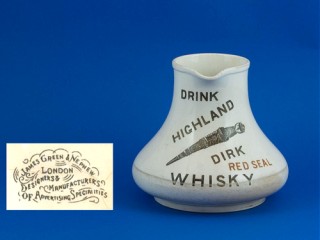 DRINK
HIGHLAND
DIRK
RED SEAL
WHISKY
JAMES GREEN & NEPHEW
LONDON
DESIGNERS &
MANUFACTURERS
OF ADVERTISING SPECIALITIES